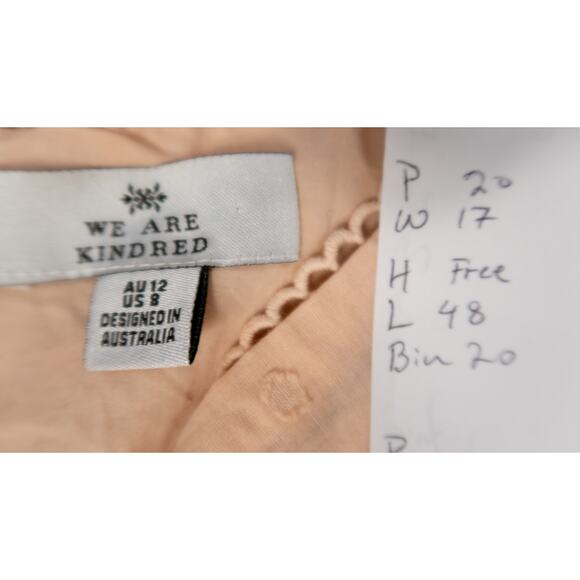 WE ARE
KINDRED
AU 12
US 8
DESIGNED IN
AUSTRALIA
P 20
W 17
H Free
L 48
Bin 20